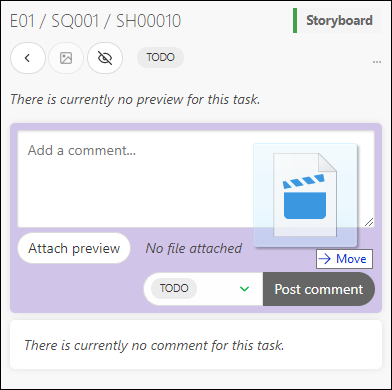 E01 / SQ001 / SH00010
Storyboard
TODO
...
There is currently no preview for this task.
Add a comment...
Attach preview
No file attached
Move
TODO
Post comment
There is currently no comment for this task.